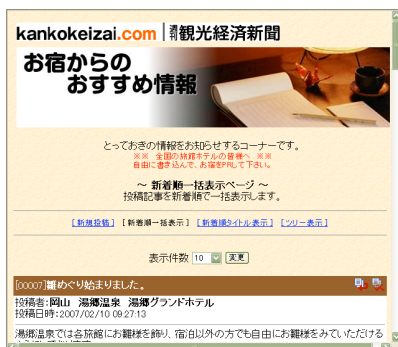 kankokeizai.com 週刊 観光経済新聞
お宿からの
おすすめ情報
とっておきの情報をお知らせするコーナーです。
※※ 全国の旅館ホテルの皆様へ ※※
自由に書き込んで、お宿をPRして下さい。
～ 新着順一括表示ページ ～
投稿記事を新着順で一括表示します。
[新規投稿] [新着順一括表示] [新着順タイトル表示] [ツリー表示]
表示件数 10 変更
[00007]雛めぐり始まりました。
投稿者:岡山 湯郷温泉 湯郷グランドホテル
投稿日時:2007/02/10 09:27:13
湯郷温泉では各旅館にお雛様を飾り、宿泊以外の方でも自由にお雛様をみていただける